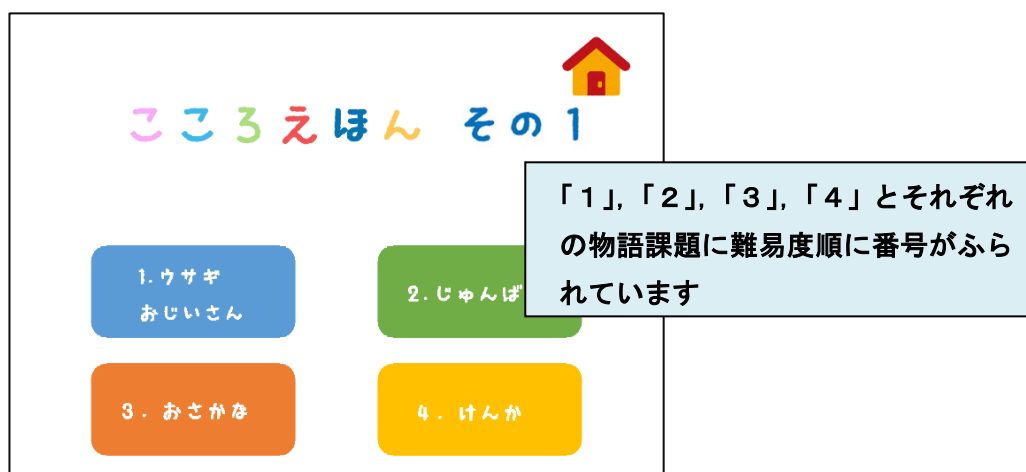 こころえほん その1
「1」,「2」,「3」,「4」とそれぞれ
の物語課題に難易度順に番号がふら
れています
1.ウサギ
おじいさん
2.じゅんば
3.おさかな
4.けんか